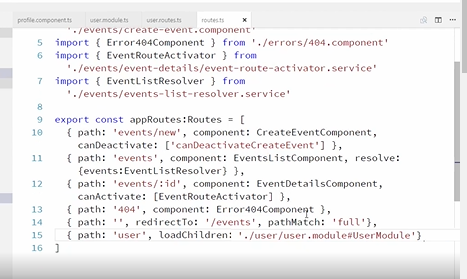 profile.component.ts user.module.ts user.routes.ts routes.ts ×
'./events/create-event.component'
5 import { Error404Component } from './errors/404.component'
6 import { EventRouteActivator } from
'./events/event-details/event-route-activator.service'
7 import { EventListResolver } from
'./events/events-list-resolver.service'
8
9 export const appRoutes:Routes = [
10 { path: 'events/new', component: CreateEventComponent,
canDeactivate: ['canDeactivateCreateEvent'] },
11 { path: 'events', component: EventsListComponent, resolve:
{events:EventListResolver} },
12 { path: 'events/:id', component: EventDetailsComponent,
canActivate: [EventRouteActivator] },
13 { path: '404', component: Error404Component },
14 { path: '', redirectTo: '/events', pathMatch: 'full'},
15 { path: 'user', loadChildren: './user/user.module#UserModule'}
16 ]